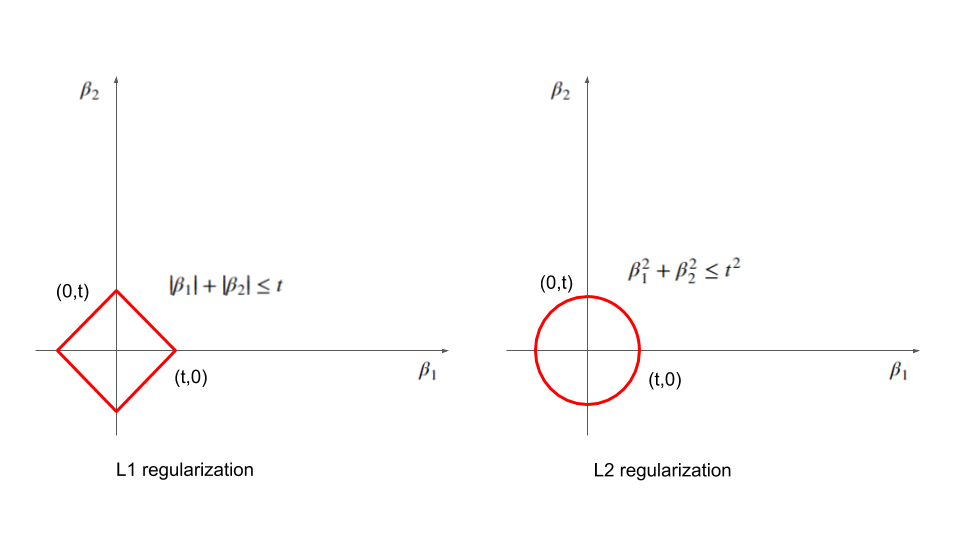 β₂
(0,t)
|β₁| + |β₂| ≤ t
(t,0)
β₁
L1 regularization
β₂
(0,t)
β₁² + β₂² ≤ t²
(t,0)
β₁
L2 regularization